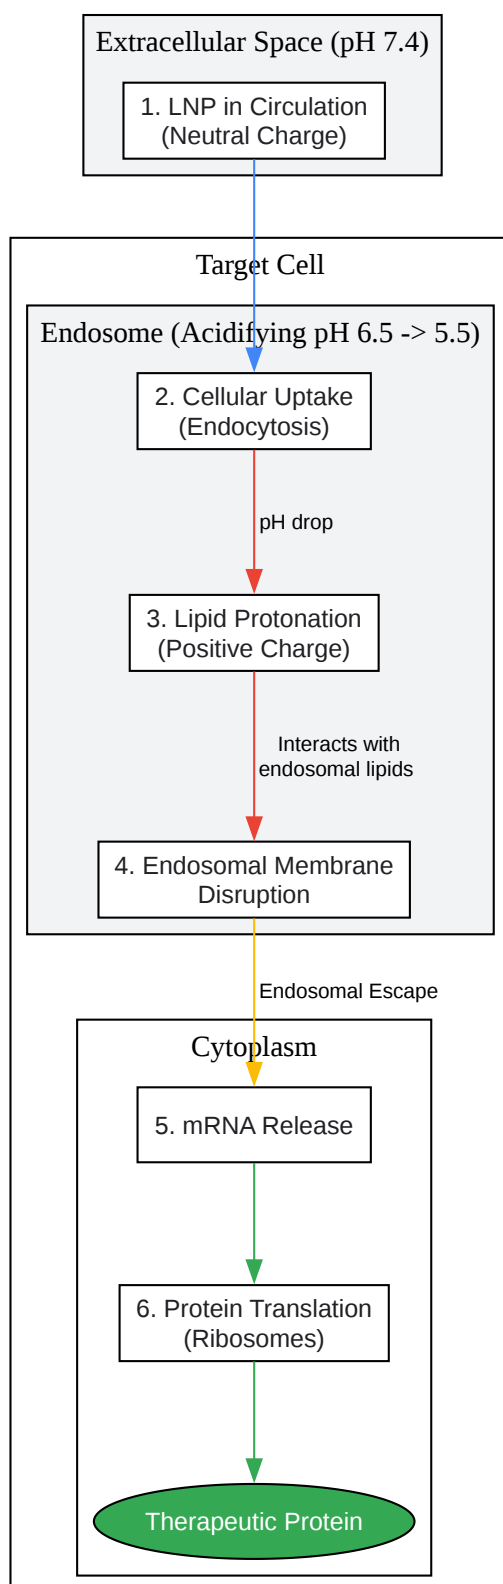 Extracellular Space (pH 7.4)
1. LNP in Circulation
(Neutral Charge)
Target Cell
Endosome (Acidifying pH 6.5 -> 5.5)
2. Cellular Uptake
(Endocytosis)
pH drop
3. Lipid Protonation
(Positive Charge)
Interacts with
endosomal lipids
4. Endosomal Membrane
Disruption
Endosomal Escape
Cytoplasm
5. mRNA Release
6. Protein Translation
(Ribosomes)
Therapeutic Protein